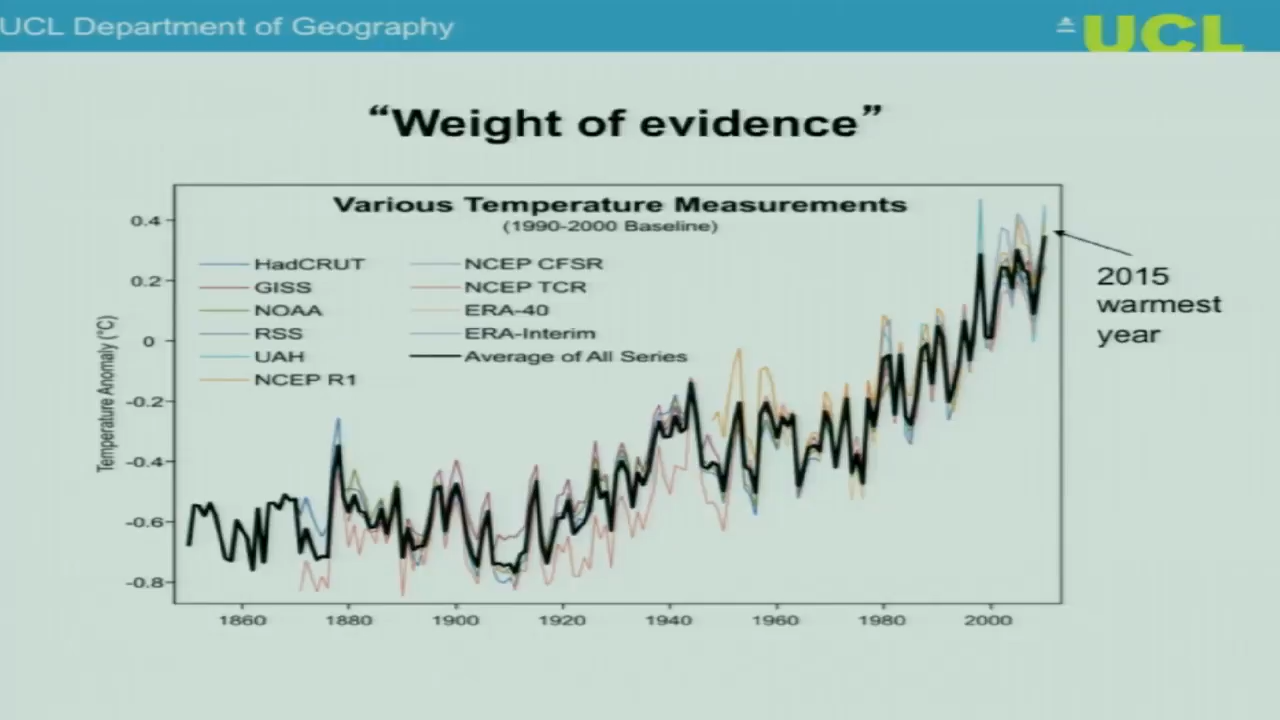 UCL Department of Geography
UCL
“Weight of evidence”
Various Temperature Measurements
(1990-2000 Baseline)
HadCRUT
GISS
NOAA
RSS
UAH
NCEP R1
NCEP CFSR
NCEP TCR
ERA-40
ERA-Interim
Average of All Series
Temperature Anomaly (°C)
0.4
0.2
0
-0.2
-0.4
-0.6
-0.8
1860
1880
1900
1920
1940
1960
1980
2000
2015
warmest
year